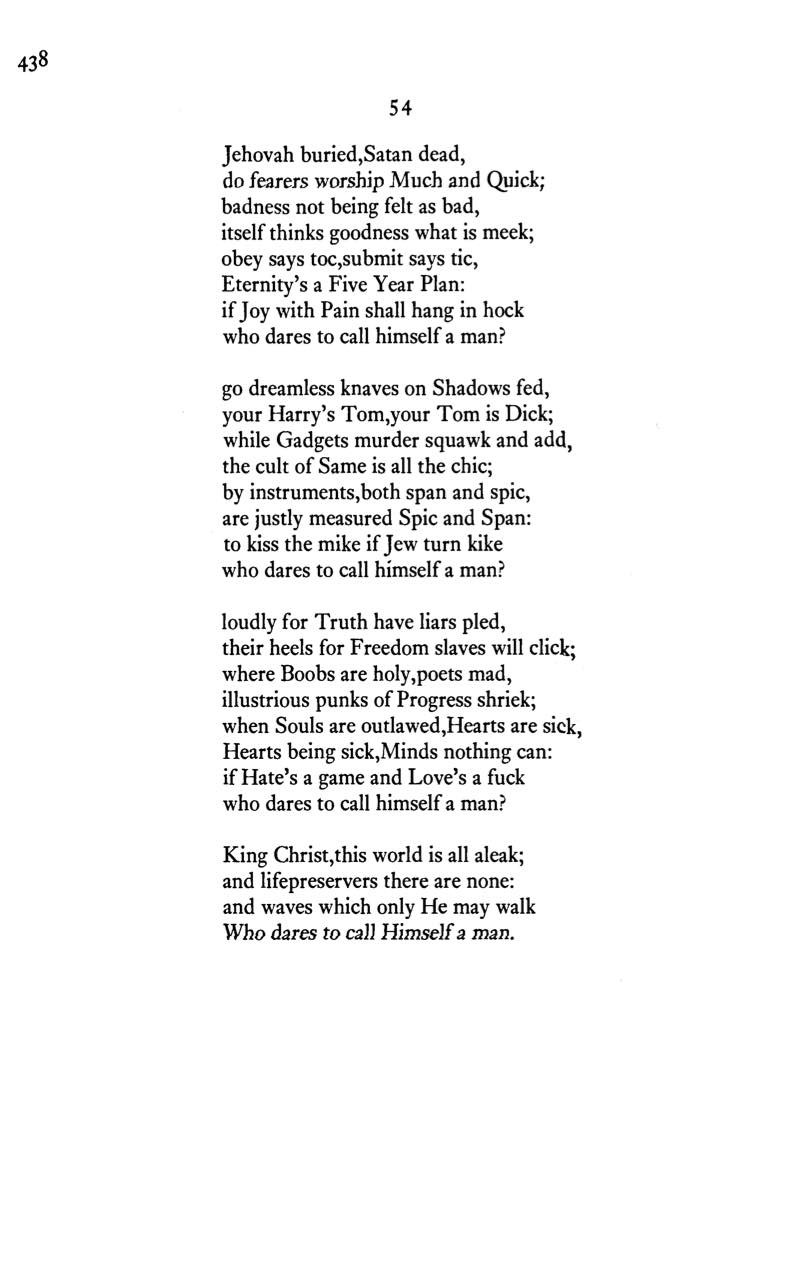 438
54
Jehovah buried,Satan dead,
do fearers worship Much and Quick;
badness not being felt as bad,
itself thinks goodness what is meek;
obey says toc,submit says tic,
Eternity's a Five Year Plan:
if Joy with Pain shall hang in hock
who dares to call himself a man?
go dreamless knaves on Shadows fed,
your Harry's Tom,your Tom is Dick;
while Gadgets murder squawk and add,
the cult of Same is all the chic;
by instruments,both span and spic,
are justly measured Spic and Span:
to kiss the mike if Jew turn kike
who dares to call himself a man?
loudly for Truth have liars pled,
their heels for Freedom slaves will click;
where Boobs are holy,poets mad,
illustrious punks of Progress shriek;
when Souls are outlawed,Hearts are sick,
Hearts being sick,Minds nothing can:
if Hate's a game and Love's a fuck
who dares to call himself a man?
King Christ,this world is all aleak;
and lifepreservers there are none:
and waves which only He may walk
Who dares to call Himself a man.